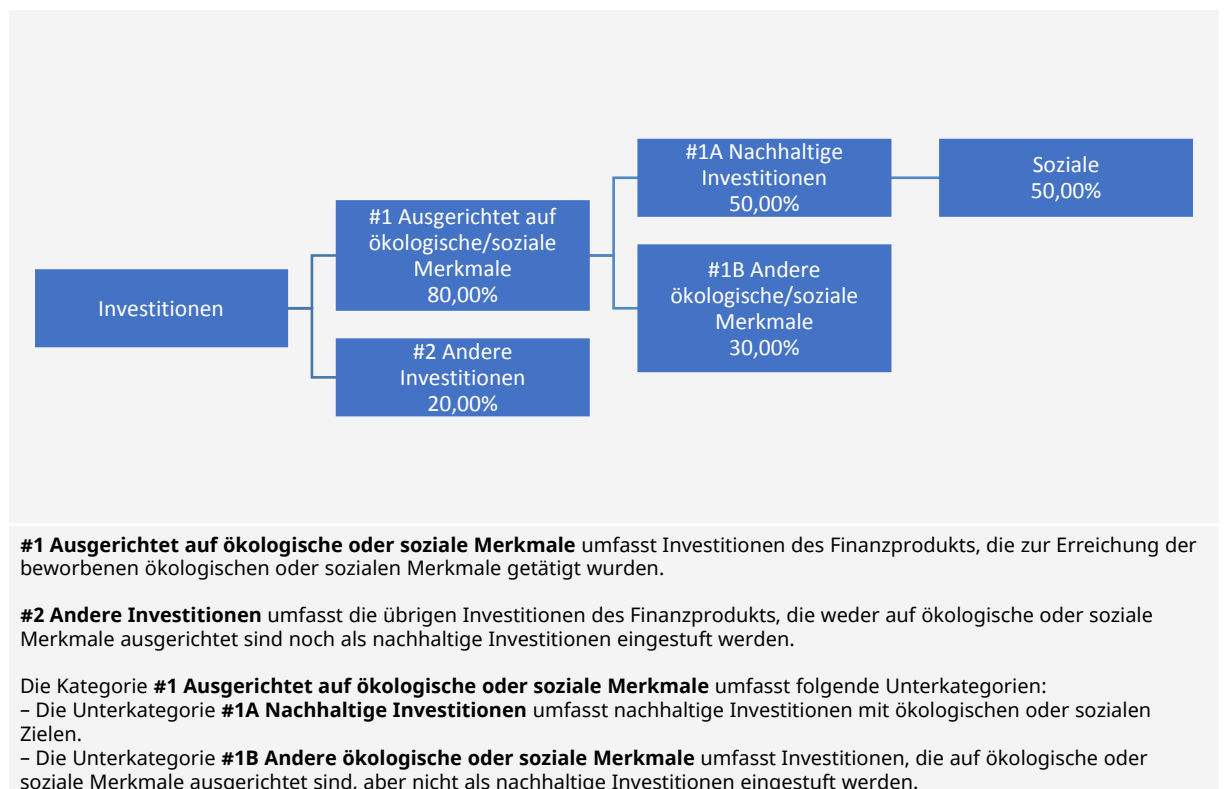 Investitionen
#1 Ausgerichtet auf
ökologische/soziale
Merkmale
80,00%
#2 Andere
Investitionen
20,00%
#1A Nachhaltige
Investitionen
50,00%
#1B Andere
ökologische/soziale
Merkmale
30,00%
Soziale
50,00%
#1 Ausgerichtet auf ökologische oder soziale Merkmale umfasst Investitionen des Finanzprodukts, die zur Erreichung der
beworbenen ökologischen oder sozialen Merkmale getätigt wurden.
#2 Andere Investitionen umfasst die übrigen Investitionen des Finanzprodukts, die weder auf ökologische oder soziale
Merkmale ausgerichtet sind noch als nachhaltige Investitionen eingestuft werden.
Die Kategorie #1 Ausgerichtet auf ökologische oder soziale Merkmale umfasst folgende Unterkategorien:
– Die Unterkategorie #1A Nachhaltige Investitionen umfasst nachhaltige Investitionen mit ökologischen oder sozialen
Zielen.
– Die Unterkategorie #1B Andere ökologische oder soziale Merkmale umfasst Investitionen, die auf ökologische oder
soziale Merkmale ausgerichtet sind, aber nicht als nachhaltige Investitionen eingestuft werden.